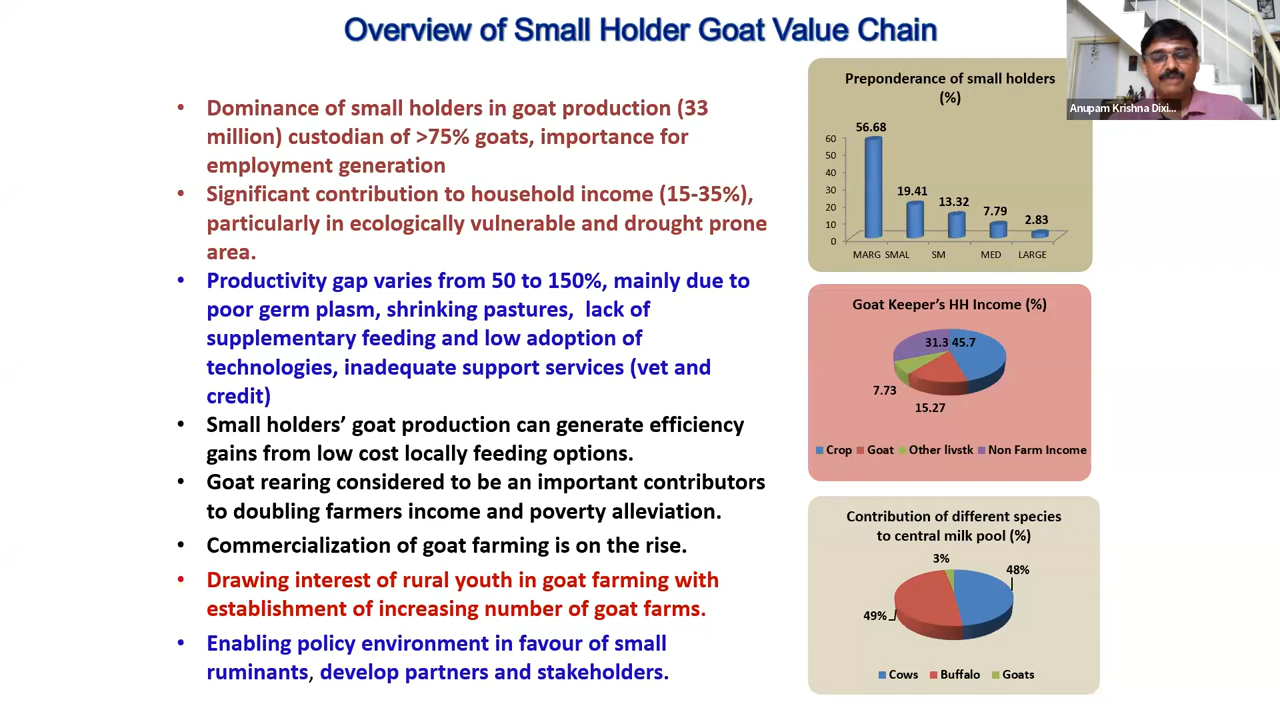 Overview of Small Holder Goat Value Chain
• Dominance of small holders in goat production (33
million) custodian of >75% goats, importance for
employment generation
• Significant contribution to household income (15-35%),
particularly in ecologically vulnerable and drought prone
area.
• Productivity gap varies from 50 to 150%, mainly due to
poor germ plasm, shrinking pastures, lack of
supplementary feeding and low adoption of
technologies, inadequate support services (vet and
credit)
• Small holders' goat production can generate efficiency
gains from low cost locally feeding options.
• Goat rearing considered to be an important contributors
to doubling farmers income and poverty alleviation.
• Commercialization of goat farming is on the rise.
• Drawing interest of rural youth in goat farming with
establishment of increasing number of goat farms.
• Enabling policy environment in favour of small
ruminants, develop partners and stakeholders.
Preponderance of small holders
(%)
60
50
40
30
20
10
0
56.68
19.41
13.32
7.79
2.83
MARG SMAL SM MED LARGE
Goat Keeper's HH Income (%)
31.3 45.7
7.73
15.27
Crop Goat Other livstk Non Farm Income
Contribution of different species
to central milk pool (%)
3%
48%
49%
Cows Buffalo Goats
Anupam Krishna Dixi...